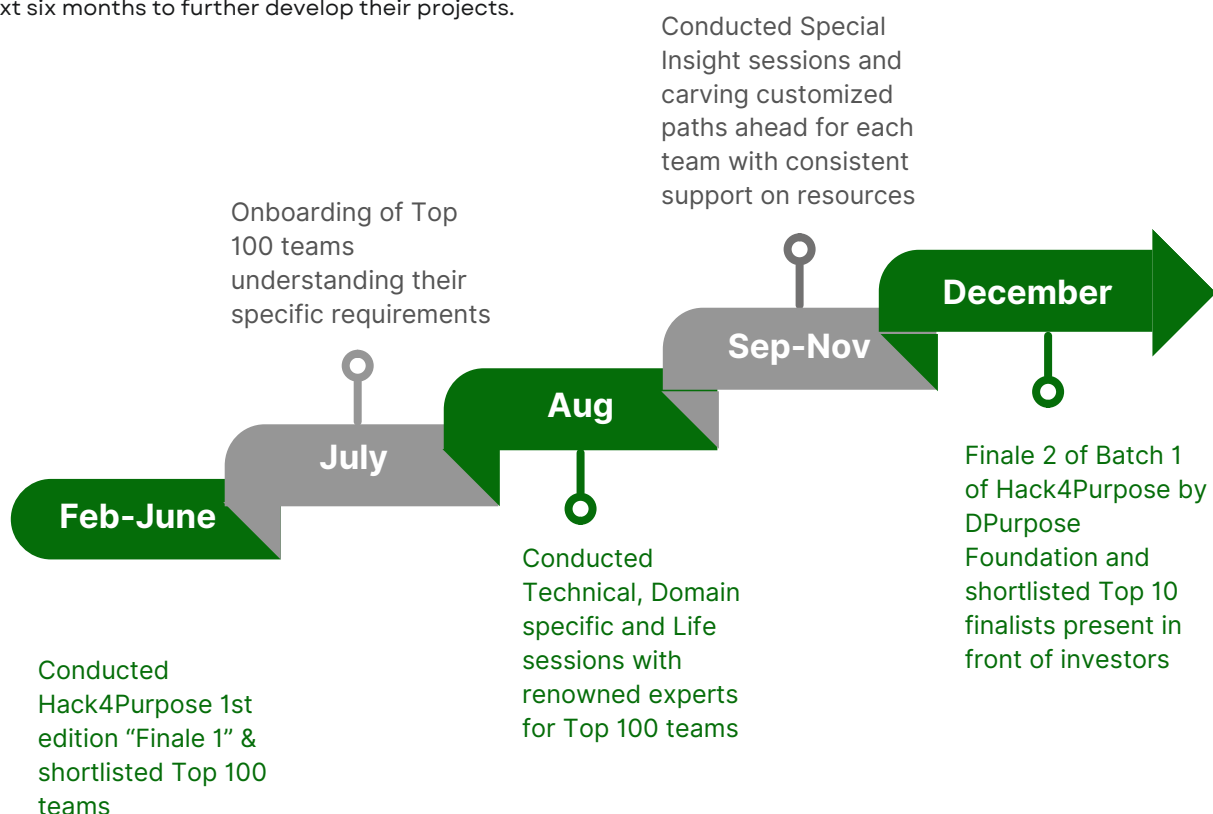 xt six months to further develop their projects.
Conducted Special
Insight sessions and
carving customized
paths ahead for each
team with consistent
support on resources
Onboarding of Top
100 teams
understanding their
specific requirements
December
Sep-Nov
Aug
July
Feb-June
Finale 2 of Batch 1
of Hack4Purpose by
DPurpose
Foundation and
shortlisted Top 10
finalists present in
front of investors
Conducted
Technical, Domain
specific and Life
sessions with
renowned experts
for Top 100 teams
Conducted
Hack4Purpose 1st
edition “Finale 1” &
shortlisted Top 100
teams